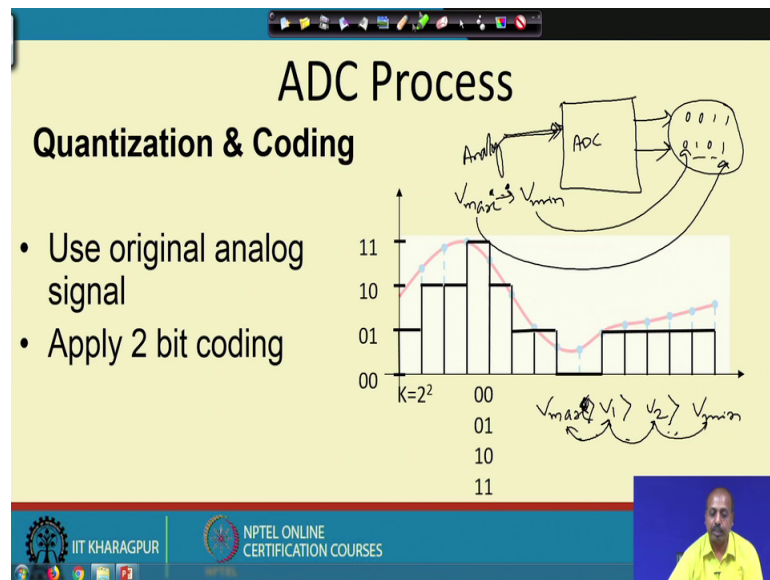 ADC Process
Quantization & Coding
• Use original analog
signal
• Apply 2 bit coding
Analog
ADC
0 0 1 1
0 1 0 1
Vmax → Vmin
11
10
01
00
K=2²
00
01
10
11
Vmax > V1 > V2 > Vmin
IIT KHARAGPUR
NPTEL ONLINE
CERTIFICATION COURSES